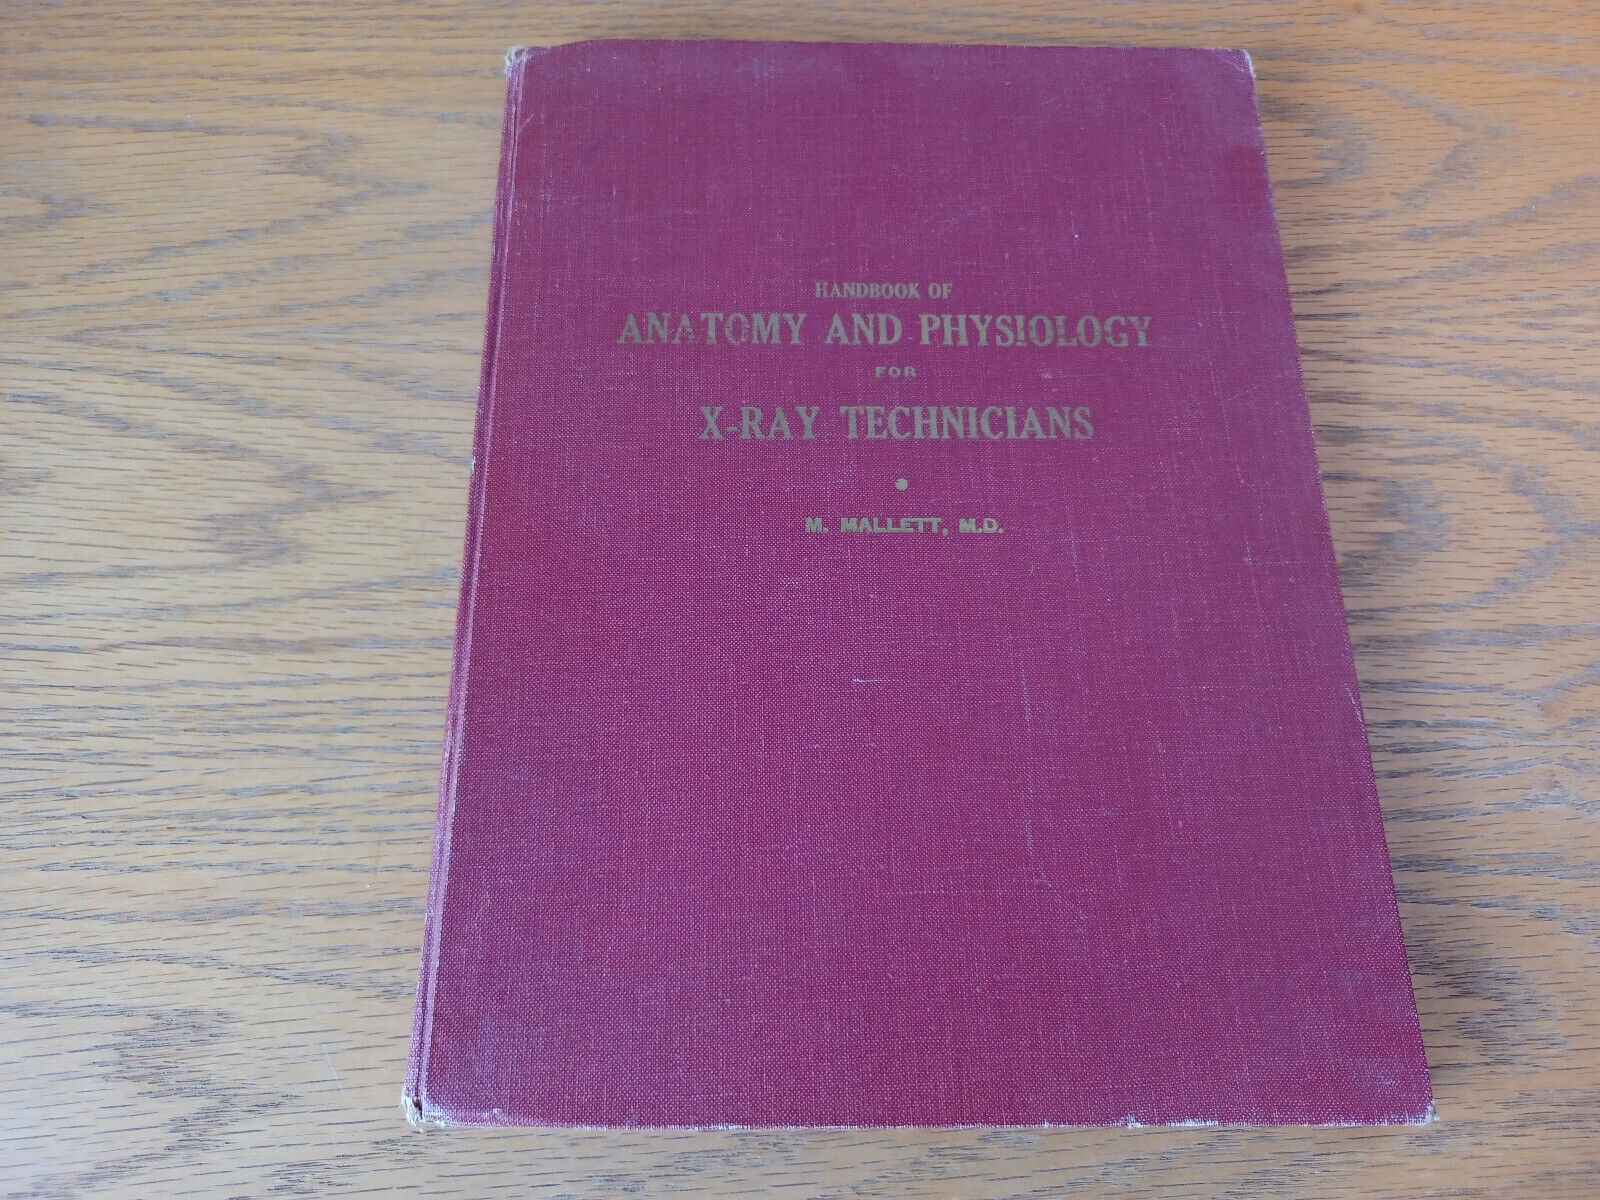 HANDBOOK OF
ANATOMY AND PHYSIOLOGY
FOR
X-RAY TECHNICIANS
M. MALLETT, M.D.